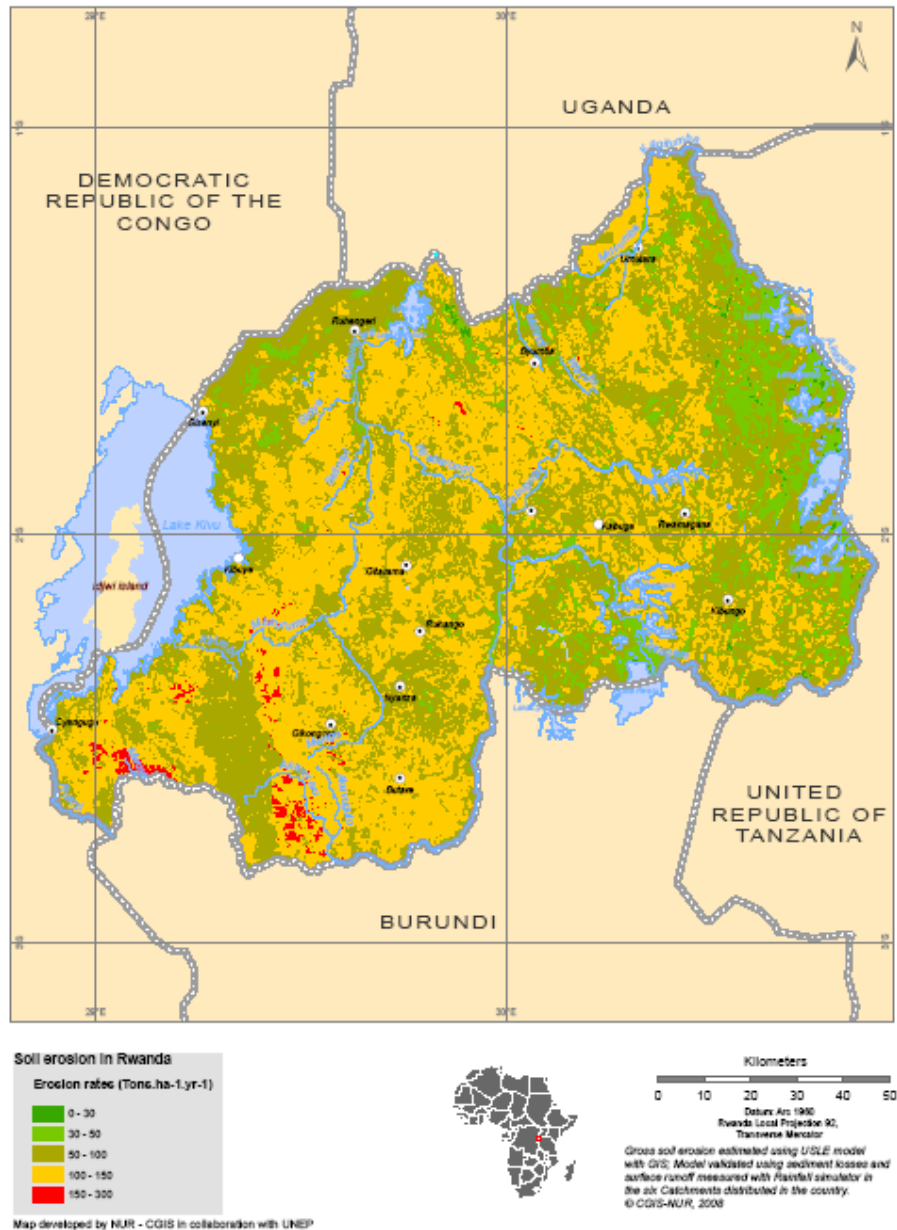 N
UGANDA
DEMOCRATIC
REPUBLIC OF THE
CONGO
Umutara
Ruhengeri
Byumba
Gisenyi
Lake Kivu
Kabuga
Rwamagana
Idjwi Island
Kibuye
Gitarama
Kibungo
Ruhango
Nyanza
Cyangugu
Gikongoro
Butare
UNITED
REPUBLIC OF
TANZANIA
BURUNDI
Soil erosion in Rwanda
Erosion rates (Tons.ha-1.yr-1)
0 - 30
30 - 50
50 - 100
100 - 150
150 - 300
Map developed by NUR - CGIS in collaboration with UNEP
Kilometers
0 10 20 30 40 50
Datum: Arc 1960
Rwanda Local Projection 92,
Transverse Mercator
Gross soil erosion estimated using USLE model
with GIS; Model validated using sediment losses and
surface runoff measured with Rainfall simulator in
the six Catchments distributed in the country.
© CGIS-NUR, 2008